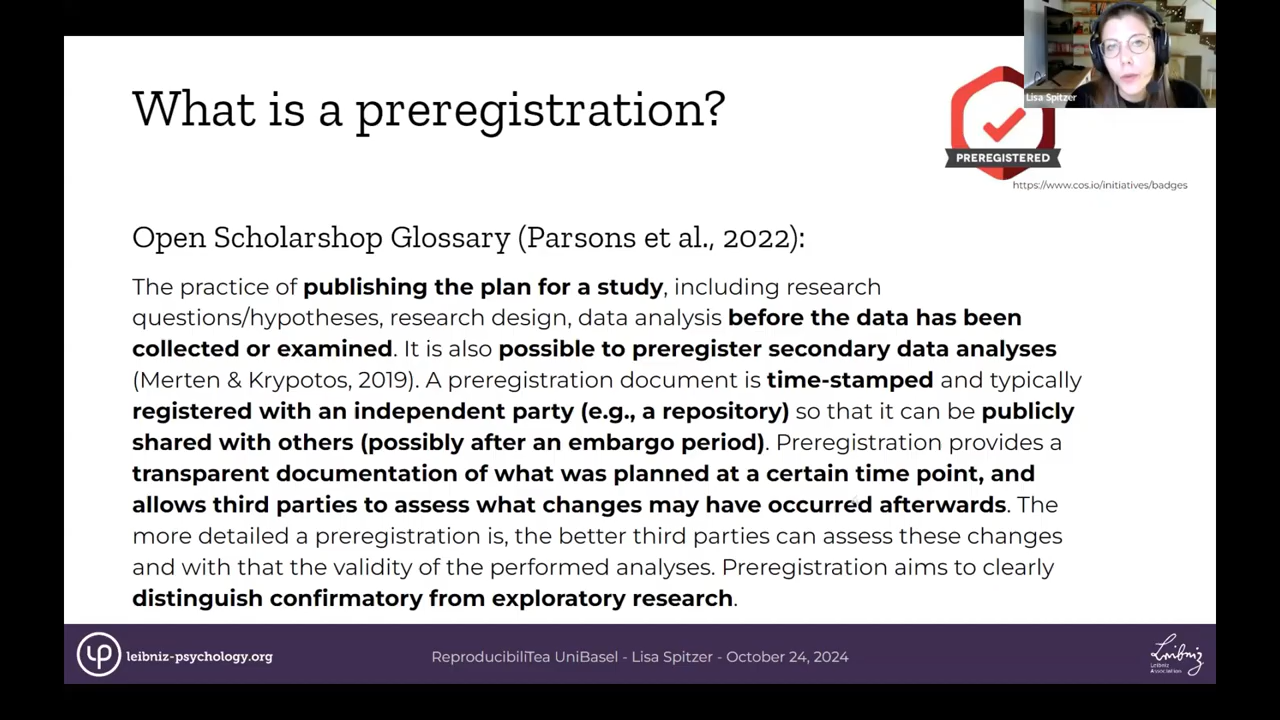 What is a preregistration?
Lisa Spitzer
PREREGISTERED
https://www.cos.io/initiatives/badges
Open Scholarshop Glossary (Parsons et al., 2022):
The practice of publishing the plan for a study, including research
questions/hypotheses, research design, data analysis before the data has been
collected or examined. It is also possible to preregister secondary data analyses
(Merten & Krypotos, 2019). A preregistration document is time-stamped and typically
registered with an independent party (e.g., a repository) so that it can be publicly
shared with others (possibly after an embargo period). Preregistration provides a
transparent documentation of what was planned at a certain time point, and
allows third parties to assess what changes may have occurred afterwards. The
more detailed a preregistration is, the better third parties can assess these changes
and with that the validity of the performed analyses. Preregistration aims to clearly
distinguish confirmatory from exploratory research.
leibniz-psychology.org
ReproducibiliTea UniBasel - Lisa Spitzer - October 24, 2024
Leibniz
Leibniz
Association